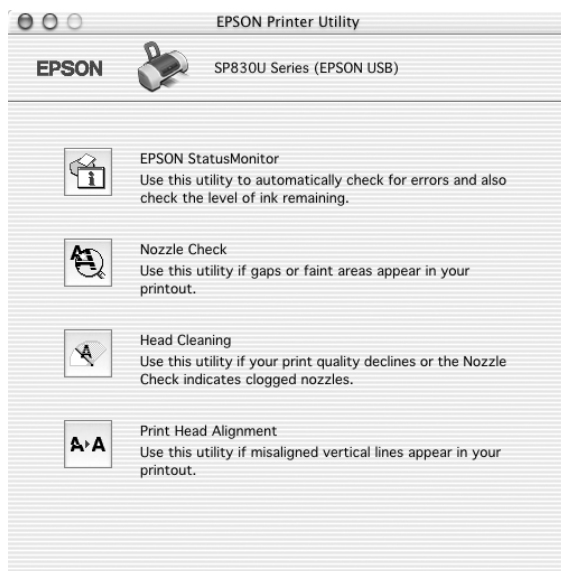 EPSON Printer Utility
EPSON
SP830U Series (EPSON USB)
EPSON StatusMonitor
Use this utility to automatically check for errors and also
check the level of ink remaining.
Nozzle Check
Use this utility if gaps or faint areas appear in your
printout.
Head Cleaning
Use this utility if your print quality declines or the Nozzle
Check indicates clogged nozzles.
A
A A
Print Head Alignment
Use this utility if misaligned vertical lines appear in your
printout.